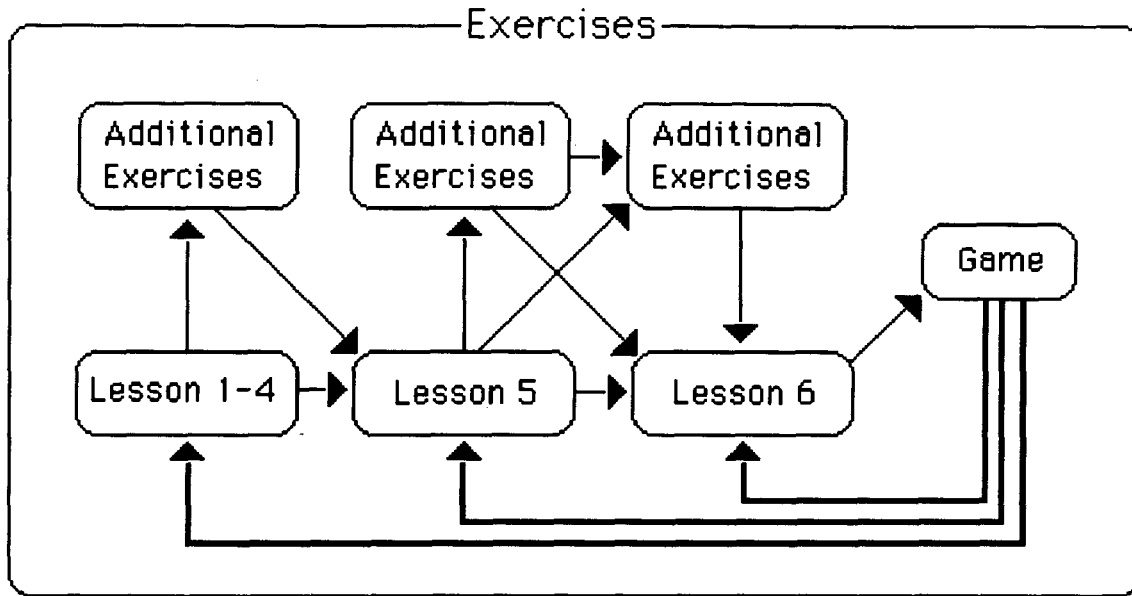 Exercises
Additional
Exercises
Additional
Exercises
Additional
Exercises
Game
Lesson 1-4
Lesson 5
Lesson 6